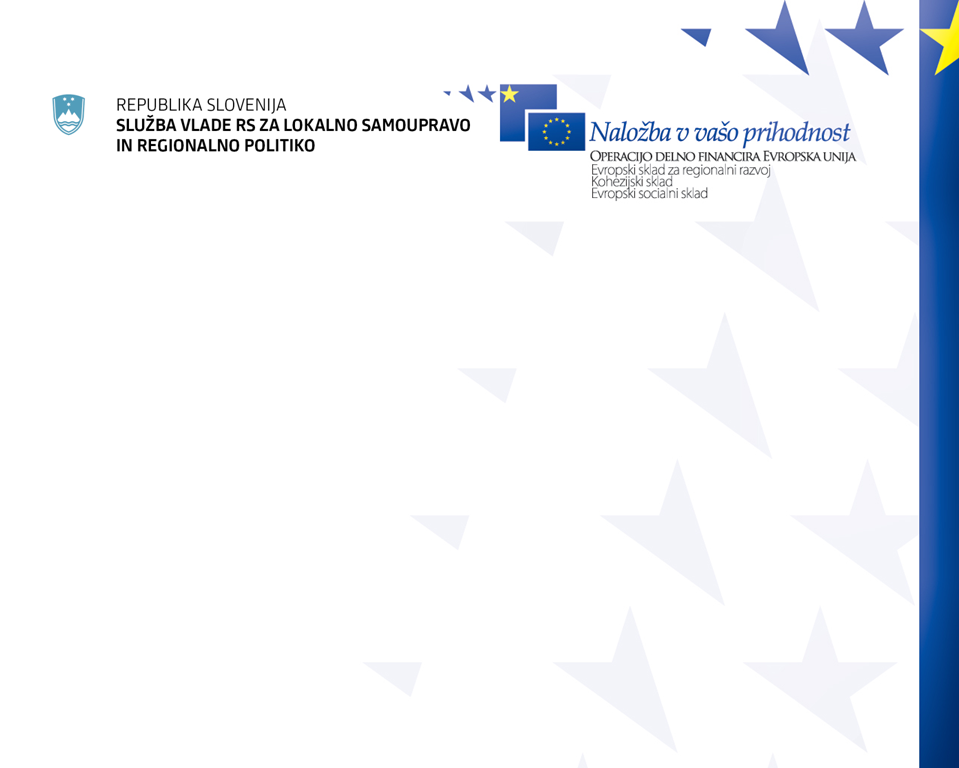 REPUBLIKA SLOVENIJA
SLUŽBA VLADE RS ZA LOKALNO SAMOUPRAVO
IN REGIONALNO POLITIKO
Naložba v vašo prihodnost
OPERACIJO DELNO FINANCIRA EVROPSKA UNIJA
Evropski sklad za regionalni razvoj
Kohezijski sklad
Evropski socialni sklad